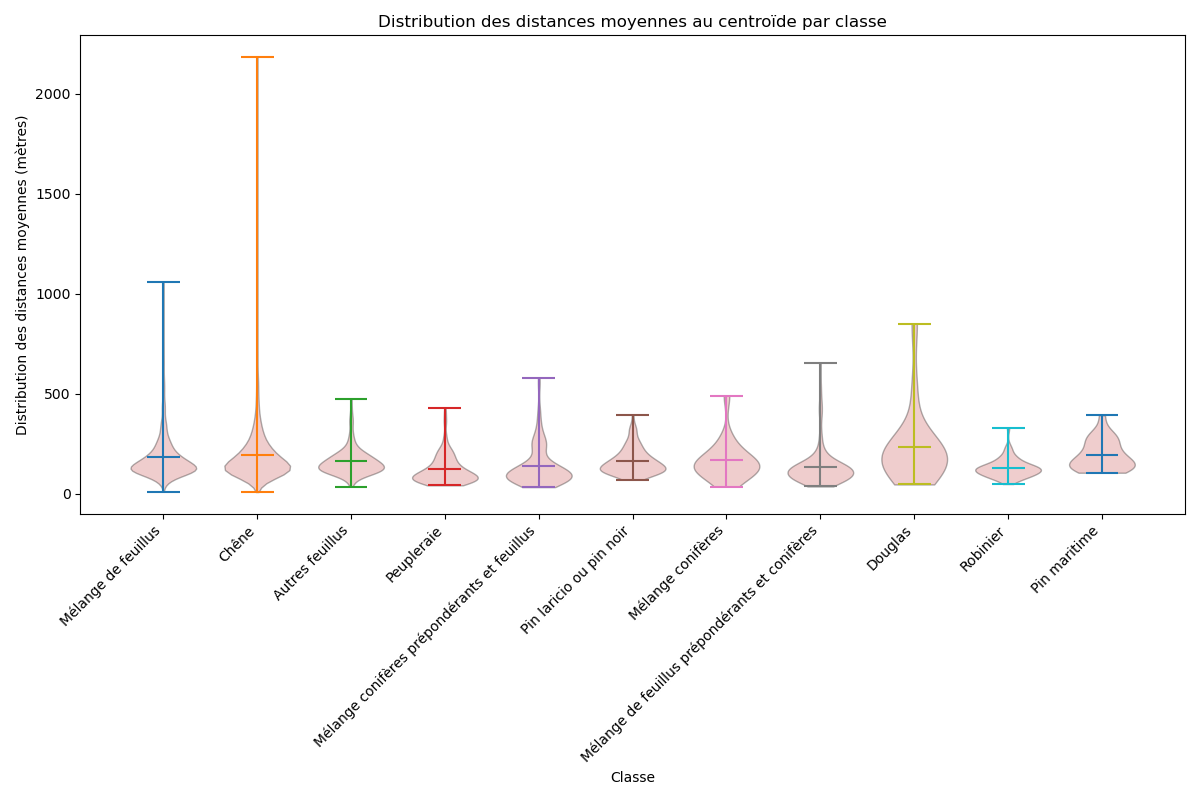 Distribution des distances moyennes au centroïde par classe
Distribution des distances moyennes (mètres)
2000
1500
1000
500
0
Mélange de feuillus
Chêne
Autres feuillus
Peupleraie
Mélange conifères prépondérants et feuillus
Pin laricio ou pin noir
Mélange conifères
Mélange de feuillus prépondérants et conifères
Douglas
Robinier
Pin maritime
Classe